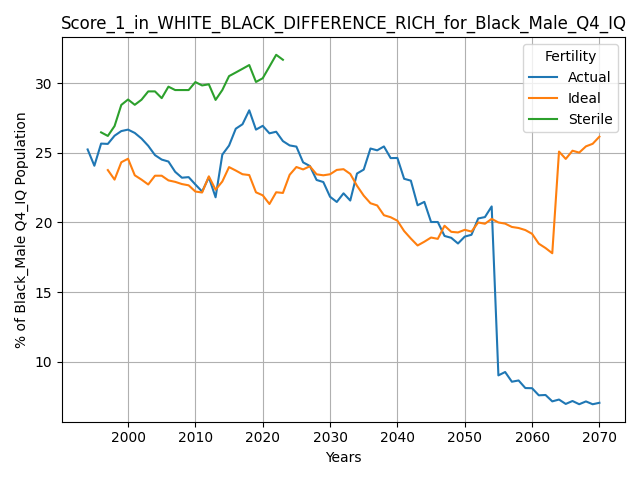 Score_1_in_WHITE_BLACK_DIFFERENCE_RICH_for_Black_Male_Q4_IQ
Fertility
Actual
Ideal
Sterile
% of Black_Male Q4_IQ Population
30
25
20
15
10
2000
2010
2020
2030
2040
2050
2060
2070
Years